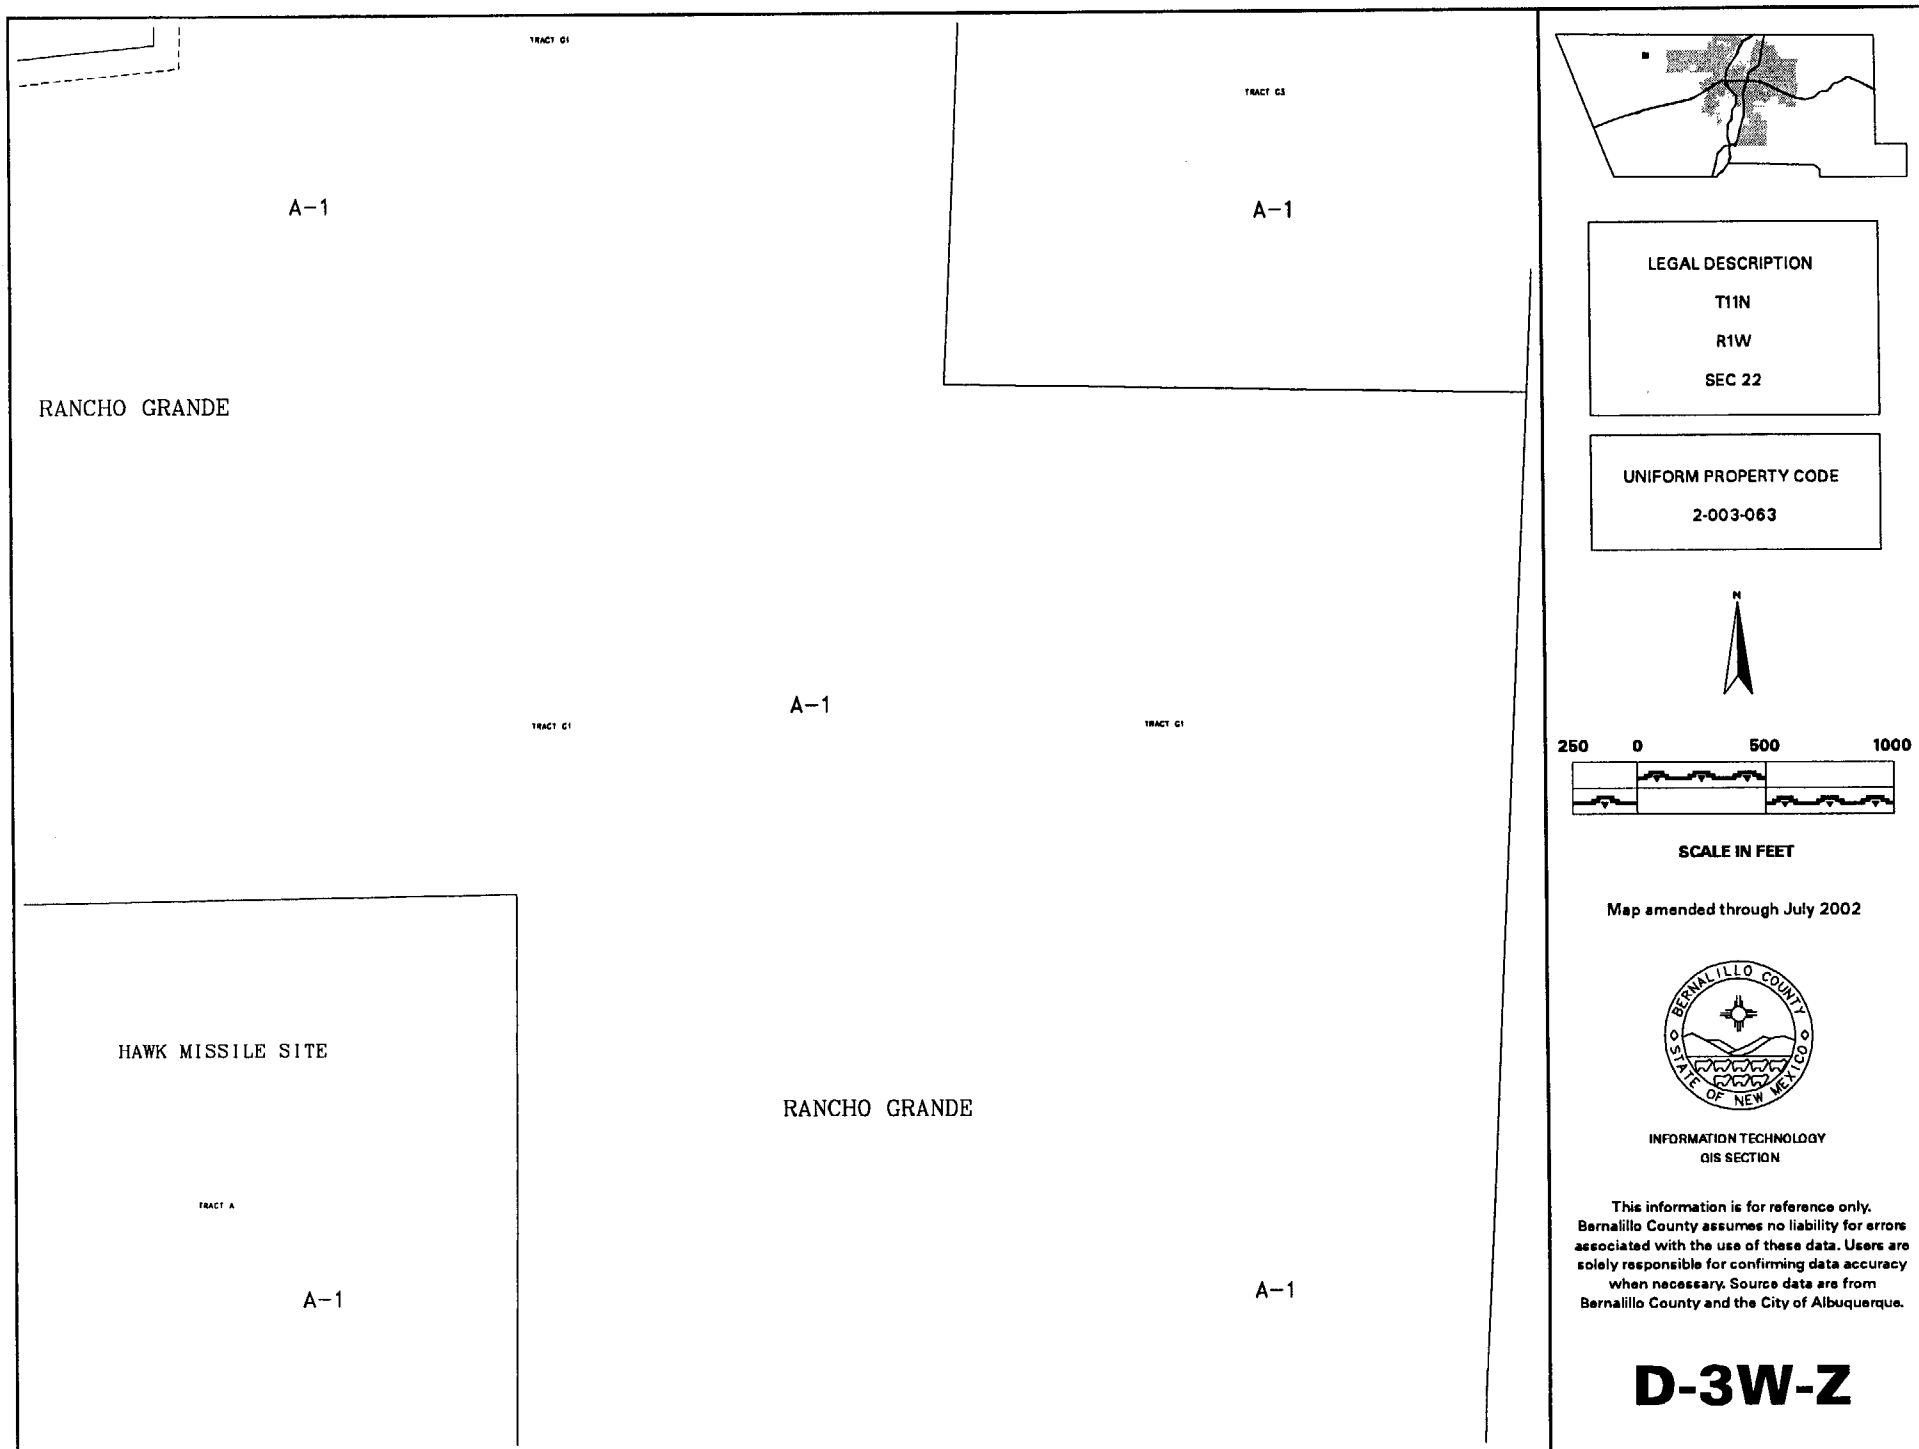 TRACT G1
TRACT G3
A-1
A-1
RANCHO GRANDE
A-1
TRACT G1
TRACT G1
HAWK MISSILE SITE
RANCHO GRANDE
TRACT A
A-1
A-1
LEGAL DESCRIPTION
T11N
R1W
SEC 22
UNIFORM PROPERTY CODE
2-003-063
N
250 0 500 1000
SCALE IN FEET
Map amended through July 2002
BERNALILLO COUNTY
STATE OF NEW MEXICO
INFORMATION TECHNOLOGY
GIS SECTION
This information is for reference only.
Bernalillo County assumes no liability for errors
associated with the use of these data. Users are
solely responsible for confirming data accuracy
when necessary. Source data are from
Bernalillo County and the City of Albuquerque.
D-3W-Z